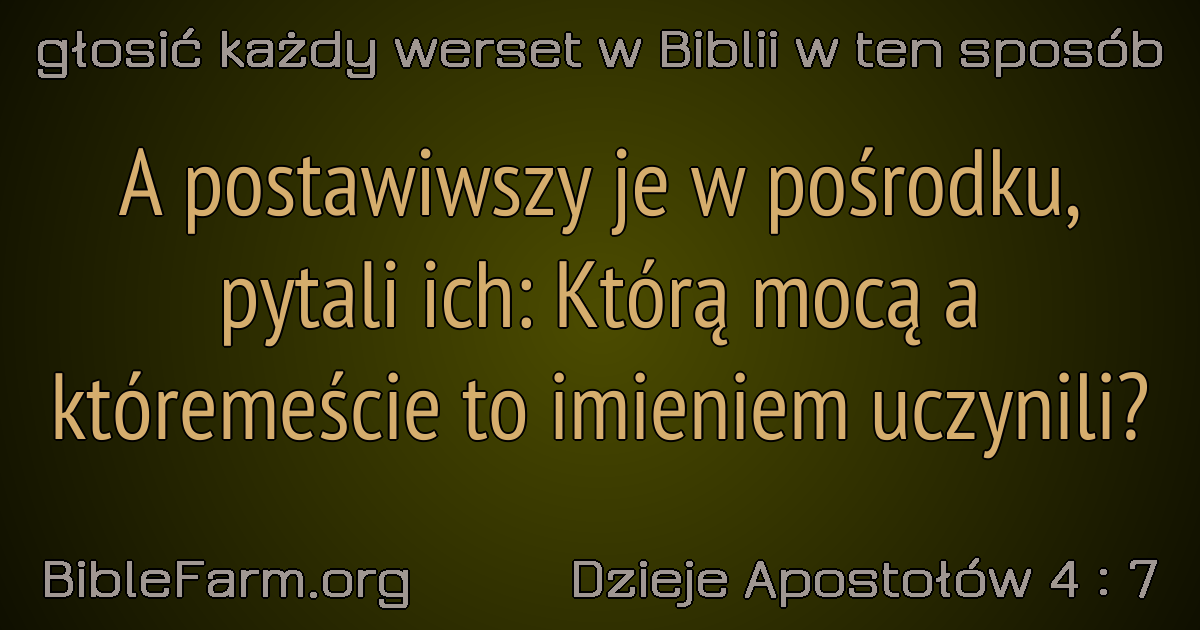 głosić każdy werset w Biblii w ten sposób
A postawiwszy je w pośrodku,
pytali ich: Którą mocą a
któremeście to imieniem uczynili?
BibleFarm.org
Dzieje Apostołów 4 : 7